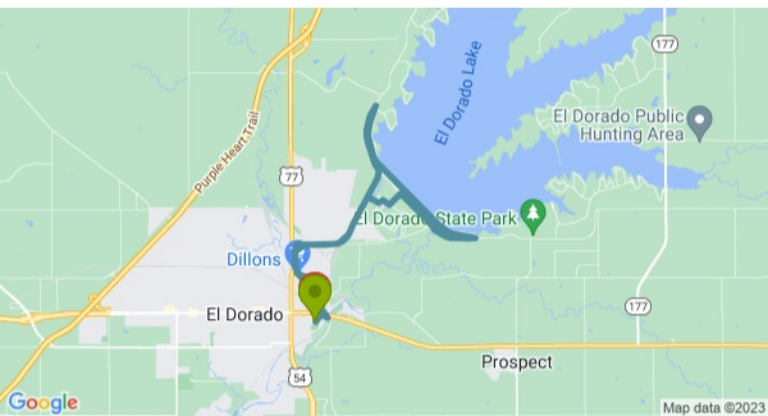 177
El Dorado Lake
El Dorado Public
Hunting Area
Purple Heart Trail
77
El Dorado State Park
Dillons
177
El Dorado
Prospect
54
Google
Map data ©2023